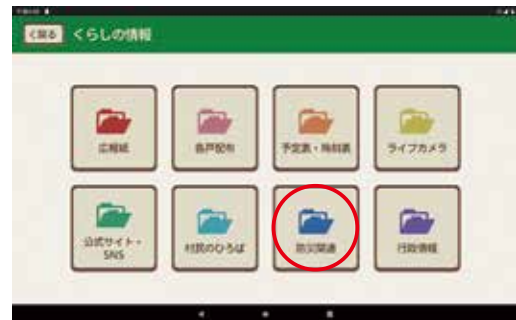 <戻る くらしの情報
広報紙
各戸配布
予定表・時刻表
ライブカメラ
公式サイト・
SNS
村民のひろば
防災関連
行政情報